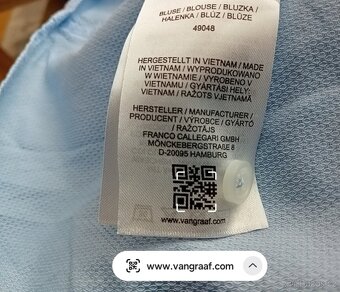 BLUSE / BLOUSE / BLUZKA /
HALENKA / BLÚZ / BLŪZE
49048
HERGESTELLT IN VIETNAM / MADE
IN VIETNAM / WYPRODUKOWANO
W WIETNAMIE / VYROBENO V
VIETNAMU / GYÁRTÁSI HELY:
VIETNAM / RAŽOTS VJETNAMĀ
HERSTELLER / MANUFACTURER /
PRODUCENT / VÝROBCE / GYÁRTÓ
/ RAŽOTĀJS
FRANCO CALLEGARI GMBH
MÖNCKEBERGSTRAßE 8
D-20095 HAMBURG
www.vangraaf.com
www.vangraaf.com